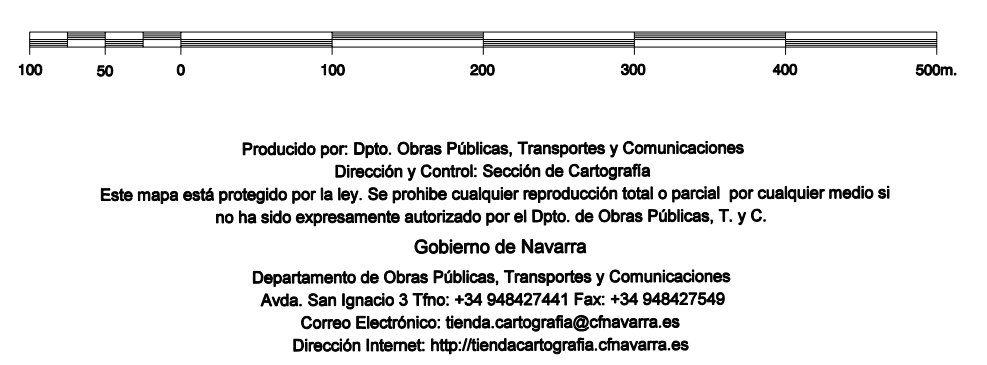 100 50 0 100 200 300 400 500m.
Producido por: Dpto. Obras Públicas, Transportes y Comunicaciones
Dirección y Control: Sección de Cartografía
Este mapa está protegido por la ley. Se prohibe cualquier reproducción total o parcial por cualquier medio si
no ha sido expresamente autorizado por el Dpto. de Obras Públicas, T. y C.
Gobierno de Navarra
Departamento de Obras Públicas, Transportes y Comunicaciones
Avda. San Ignacio 3 Tfno: +34 948427441 Fax: +34 948427549
Correo Electrónico: tienda.cartografia@cfnavarra.es
Dirección Internet: http://tiendacartografia.cfnavarra.es